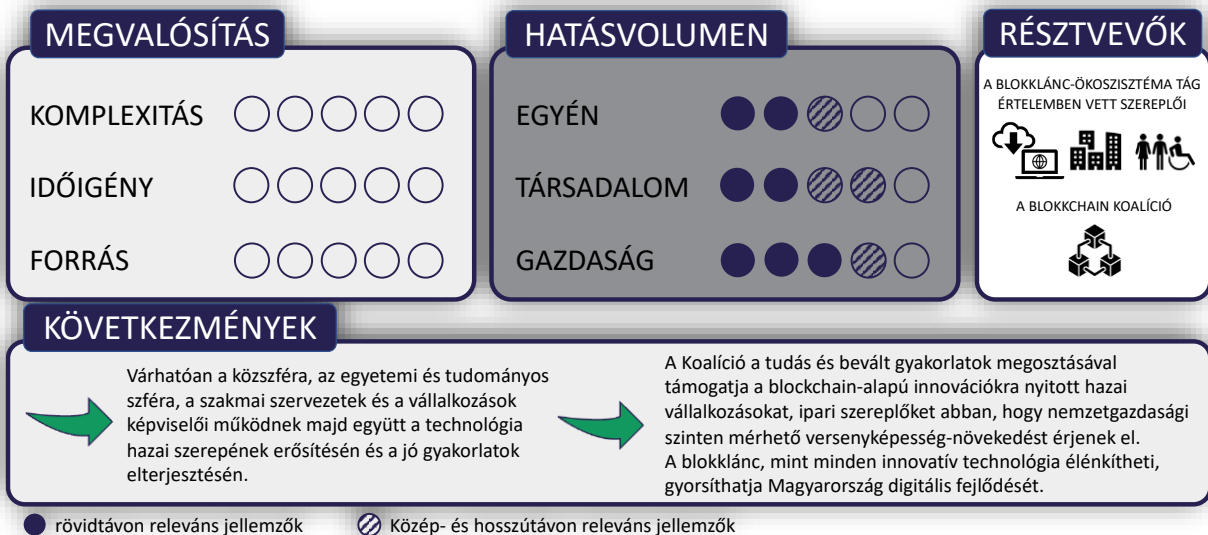 MEGVALÓSÍTÁS
KOMPLEXITÁS
IDŐIGÉNY
FORRÁS
HATÁSVOLUMEN
EGYÉN
TÁRSADALOM
GAZDASÁG
RÉSZTVEVŐK
A BLOKKLÁNC-ÖKOSZISZTÉMA TÁG
ÉRTELEMBEN VETT SZEREPLŐI
A BLOKKCHAIN KOALÍCIÓ
KÖVETKEZMÉNYEK
Várhatóan a közszféra, az egyetemi és tudományos
szféra, a szakmai szervezetek és a vállalkozások
képviselői működnek majd együtt a technológia
hazai szerepének erősítésén és a jó gyakorlatok
elterjesztésén.
A Koalíció a tudás és bevált gyakorlatok megosztásával
támogatja a blockchain-alapú innovációkra nyitott hazai
vállalkozásokat, ipari szereplőket abban, hogy nemzetgazdasági
szinten mérhető versenyképesség-növekedést érjenek el.
A blokklánc, mint minden innovatív technológia élénkítheti,
gyorsíthatja Magyarország digitális fejlődését.
rövidtávon releváns jellemzők
Közép- és hosszútávon releváns jellemzők